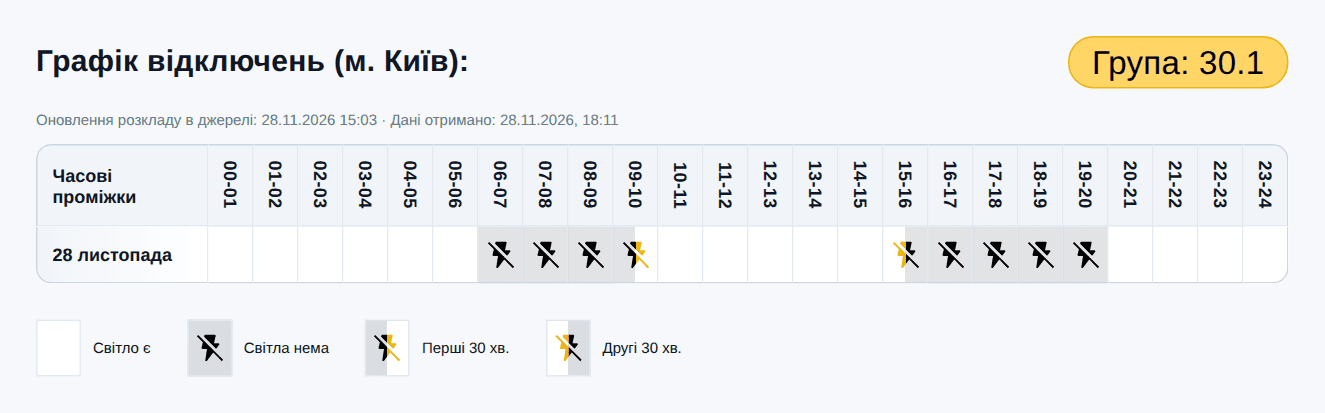 Графік відключень (м. Київ):
Група: 30.1
Оновлення розкладу в джерелі: 28.11.2026 15:03 · Дані отримано: 28.11.2026, 18:11
Часові
проміжки
00-01
01-02
02-03
03-04
04-05
05-06
06-07
07-08
08-09
09-10
10-11
11-12
12-13
13-14
14-15
15-16
16-17
17-18
18-19
19-20
20-21
21-22
22-23
23-24
28 листопада
Світло є
Світла нема
Перші 30 хв.
Другі 30 хв.